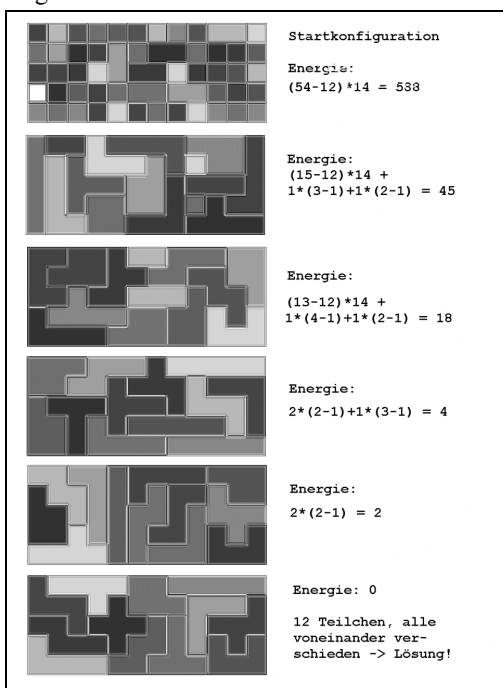 Startkonfiguration
Energie:
(54-12)*14 = 588
Energie:
(15-12)*14 +
1*(3-1)+1*(2-1) = 45
Energie:
(13-12)*14 +
1*(4-1)+1*(2-1) = 18
Energie:
2*(2-1)+1*(3-1) = 4
Energie:
2*(2-1) = 2
Energie: 0
12 Teilchen, alle
voneinander ver-
schieden -> Lösung!